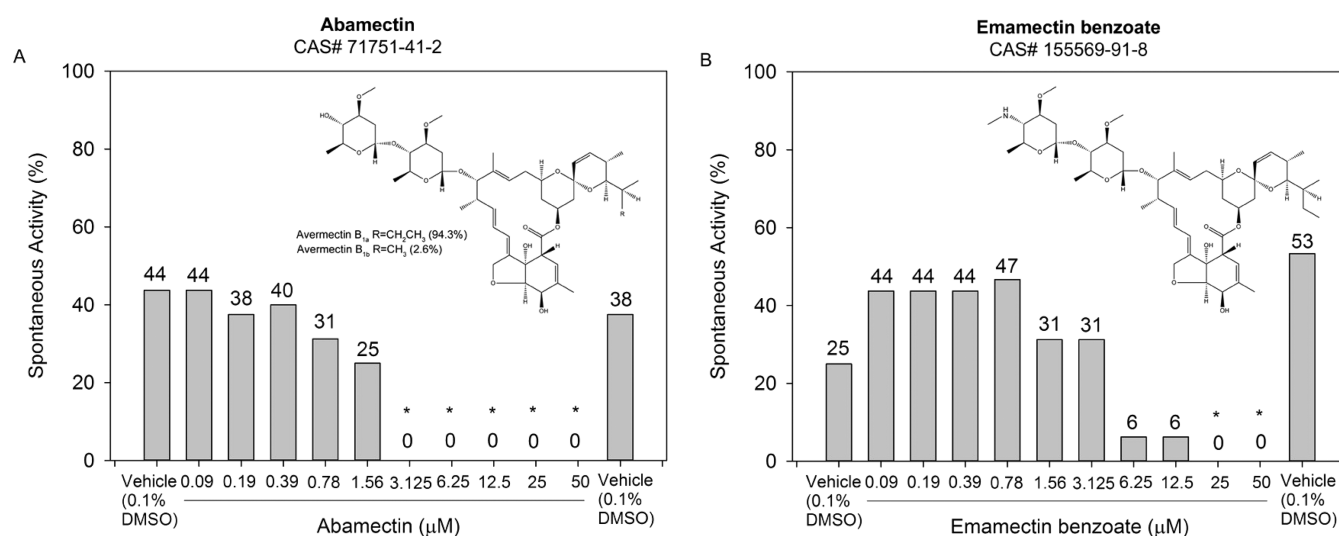 A
Abamectin
CAS# 71751-41-2
Spontaneous Activity (%)
100
80
60
40
20
0
Avermectin B1a R=CH2CH3 (94.3%)
Avermectin B1b R=CH3 (2.6%)
HO
O
O
O
O
O
O
H
H
H
O
O
H
R
O
O
OH
H
O
H
OH
44
44
38
40
31
25
*
*
*
*
*
0
0
0
0
0
38
Vehicle
(0.1%
DMSO)
0.09
0.19
0.39
0.78
1.56
3.125
6.25
12.5
25
50
Vehicle
(0.1%
DMSO)
Abamectin (μM)
B
Emamectin benzoate
CAS# 155569-91-8
Spontaneous Activity (%)
100
80
60
40
20
0
H
N
O
O
O
O
O
O
H
H
H
O
O
H
O
O
OH
H
O
H
OH
25
44
44
44
47
31
31
6
6
*
*
0
0
53
Vehicle
(0.1%
DMSO)
0.09
0.19
0.39
0.78
1.56
3.125
6.25
12.5
25
50
Vehicle
(0.1%
DMSO)
Emamectin benzoate (μM)